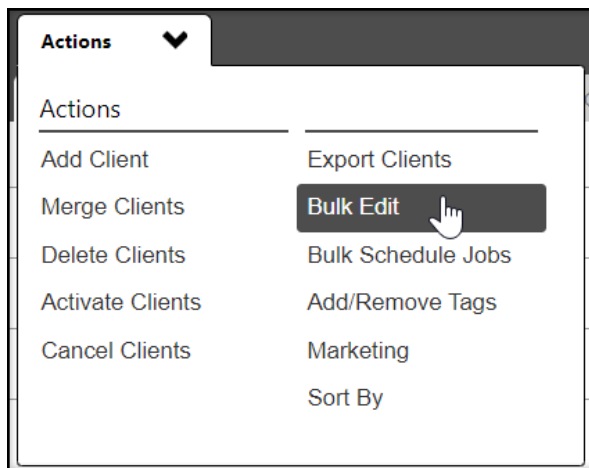 Actions
Actions
Add Client
Merge Clients
Delete Clients
Activate Clients
Cancel Clients
Export Clients
Bulk Edit
Bulk Schedule Jobs
Add/Remove Tags
Marketing
Sort By